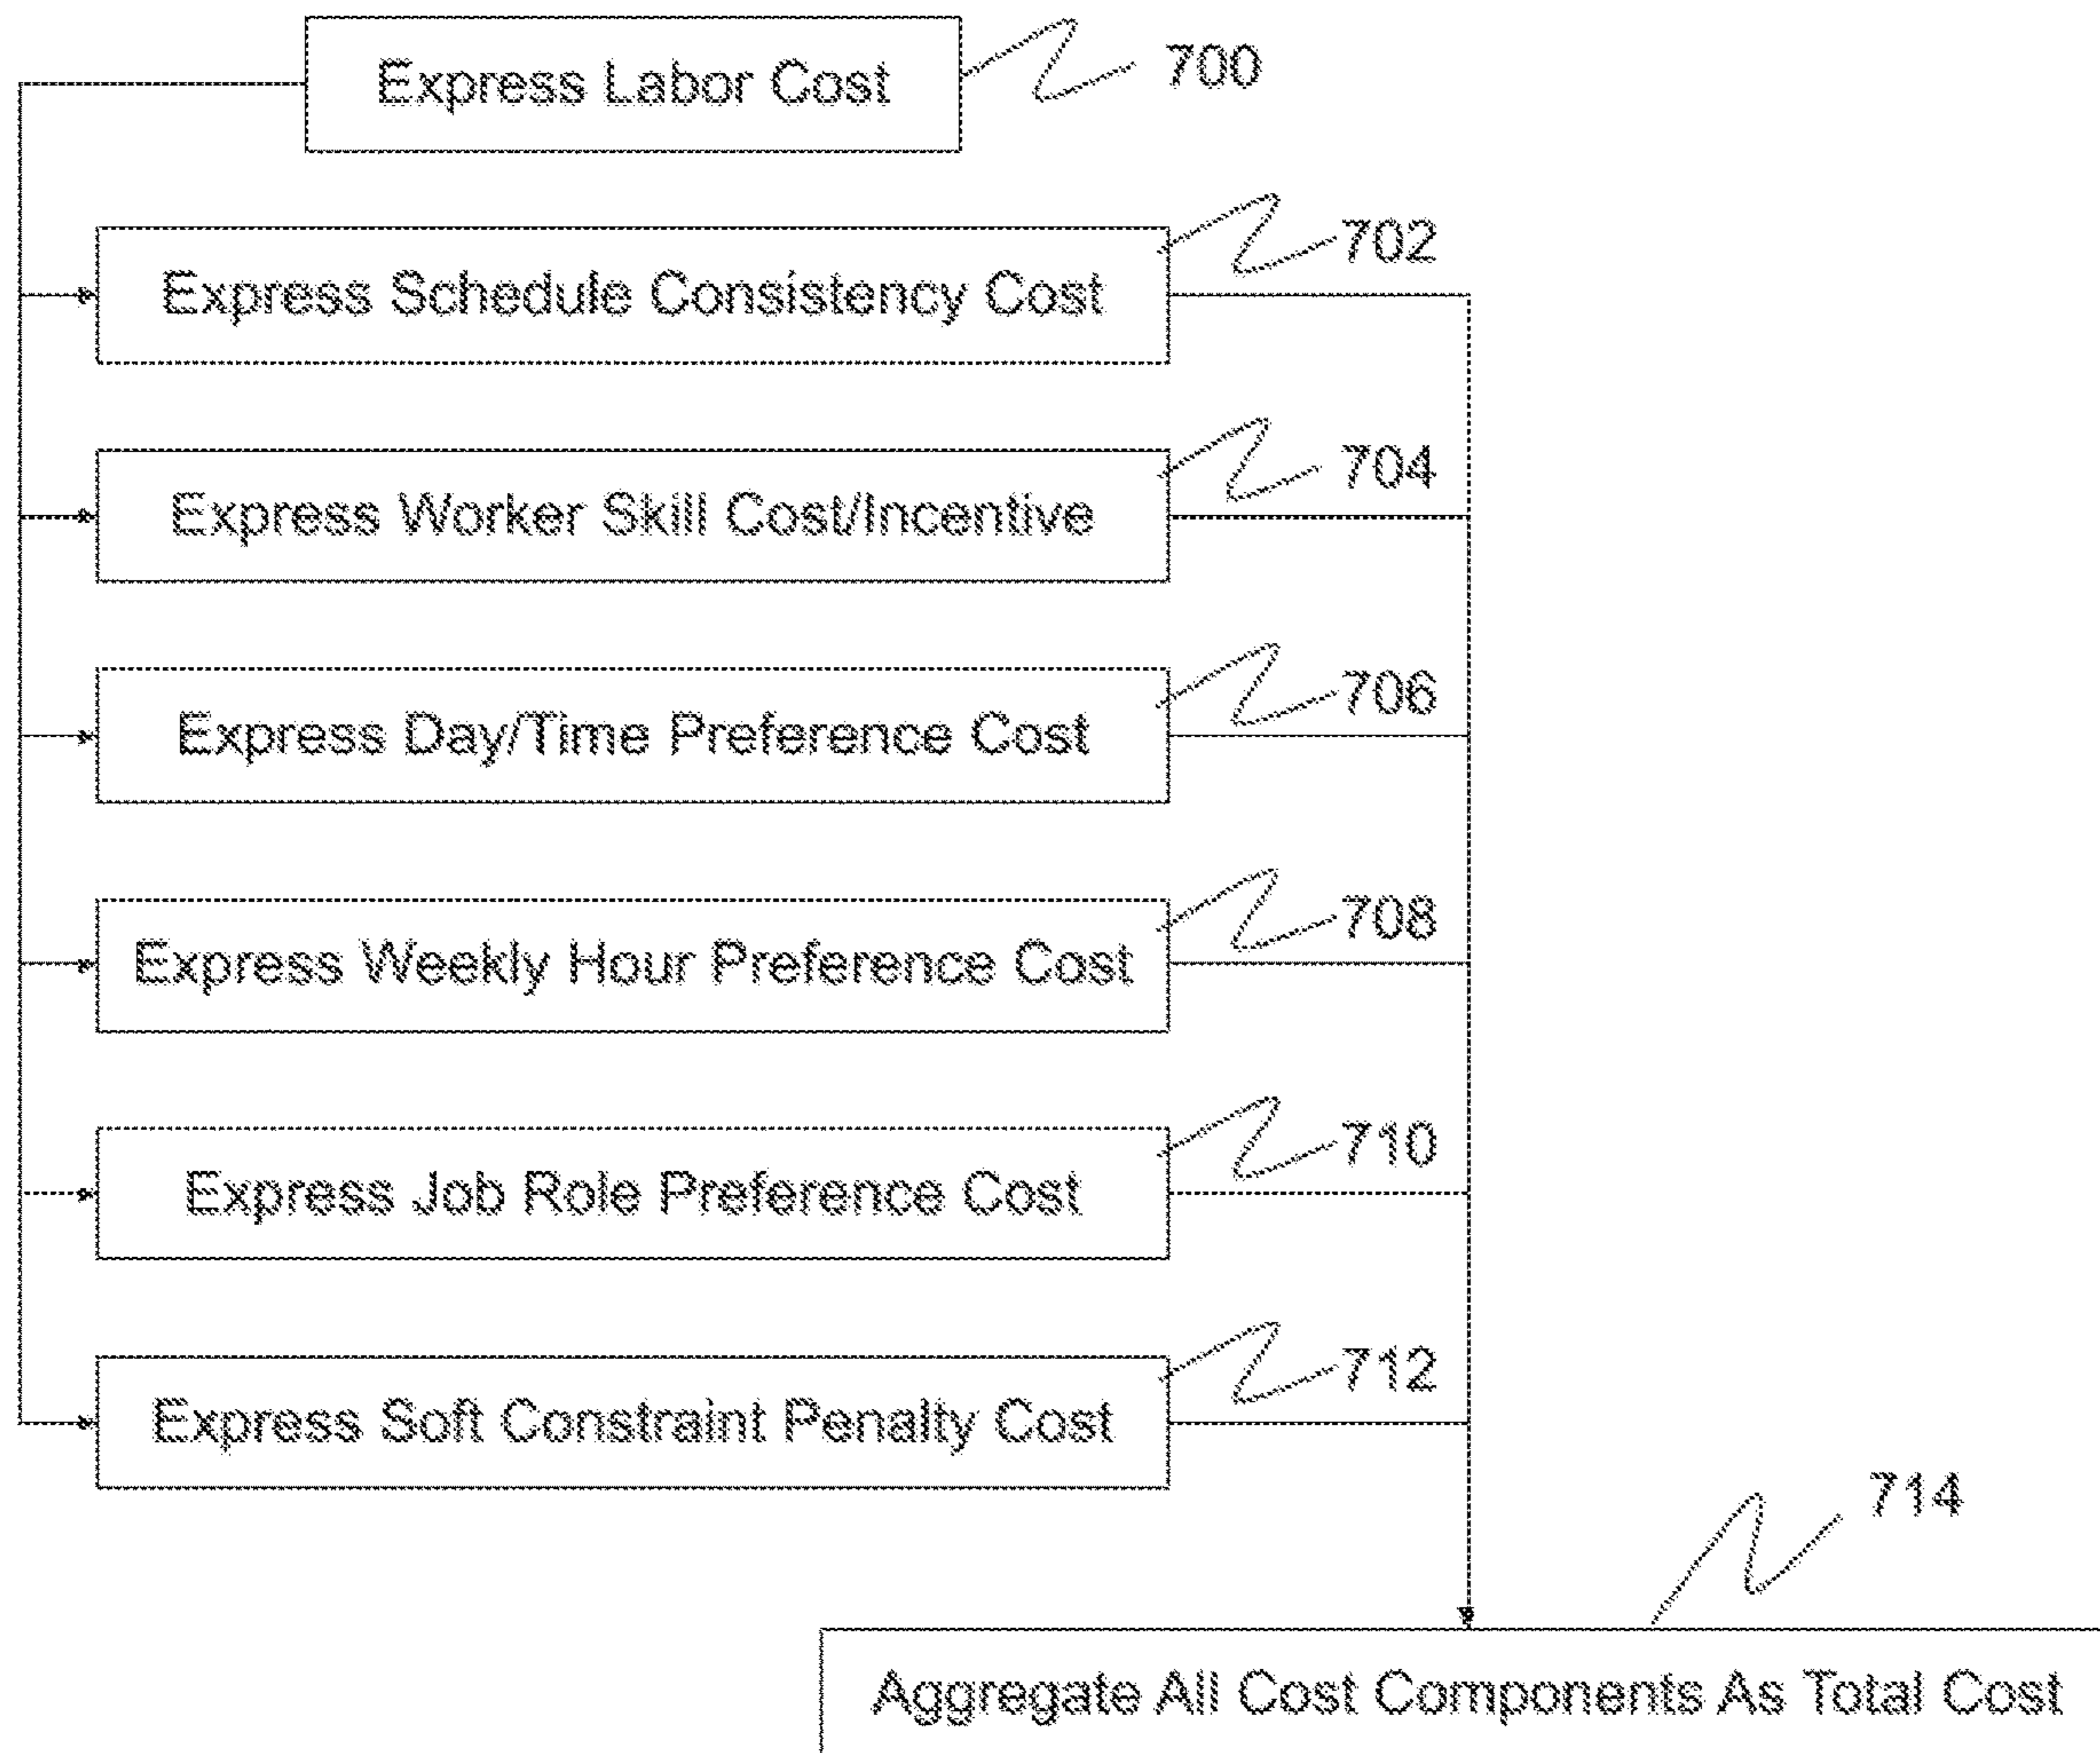 Express Labor Cost
700
Express Schedule Consistency Cost
702
Express Worker Skill Cost/Incentive
704
Express Day/Time Preference Cost
706
Express Weekly Hour Preference Cost
708
Express Job Role Preference Cost
710
Express Soft Constraint Penalty Cost
712
714
Aggregate All Cost Components As Total Cost